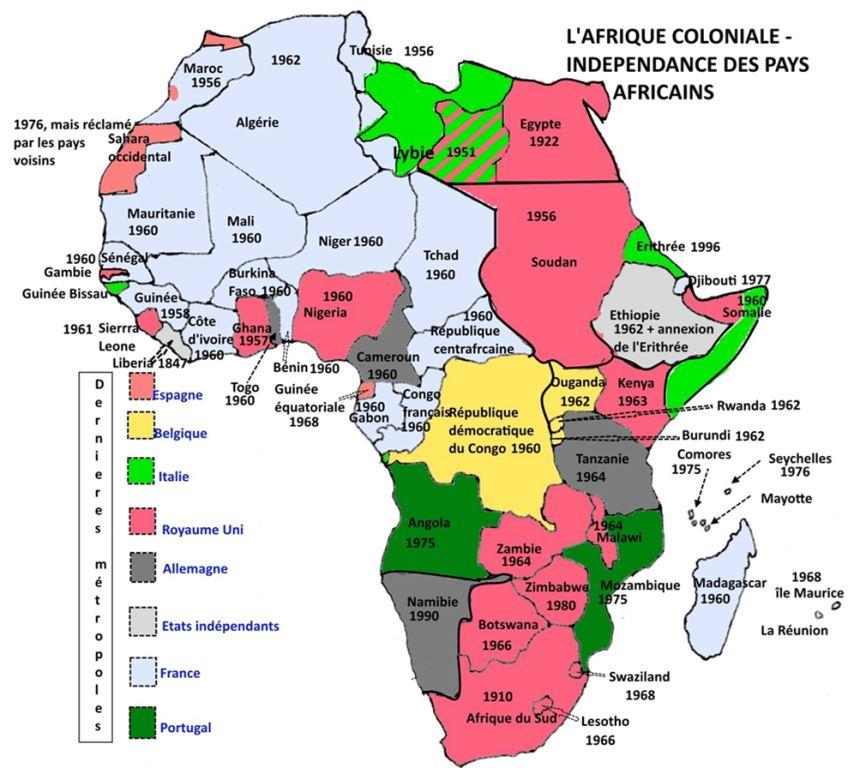 L'AFRIQUE COLONIALE -
INDEPENDANCE DES PAYS
AFRICAINS
Tunisie 1956
1962
Maroc
1956
Algérie
1976, mais réclamé
par les pays
voisins
Sahara
occidental
Lybie 1951
Egypte
1922
Mauritanie
1960
Mali
1960
Niger 1960
Tchad
1960
1956
Soudan
Erithrée 1996
Djibouti 1977
1960
Somalie
Ethiopie
1962 + annexion
de l'Erithrée
1960 Sénégal
Gambie
Guinée Bissau
Guinée
1958
Burkina
Faso 1960
1960
Nigeria
1960
République
centrafrcaine
1961 Sierrra
Leone
Liberia 1847
Côte
d'ivoire
1960
Ghana
1957
Togo
1960
Bénin 1960
Cameroun
1960
Guinée
équatoriale
1968
1960
Gabon
Congo
français
1960
République
démocratique
du Congo 1960
Ouganda
1962
Kenya
1963
Rwanda 1962
Burundi 1962
Tanzanie
1964
Comores
1975
Seychelles
1976
Mayotte
Angola
1975
Zambie
1964
1964
Malawi
Mozambique
1975
Madagascar
1960
1968
île Maurice
La Réunion
Namibie
1990
Zimbabwe
1980
Botswana
1966
Swaziland
1968
1910
Afrique du Sud
Lesotho
1966
Dernieres métropoles
Espagne
Belgique
Italie
Royaume Uni
Allemagne
Etats indépendants
France
Portugal